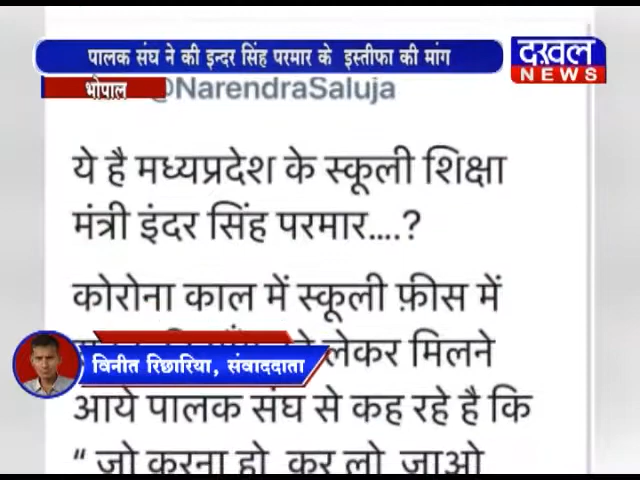 पालक संघ ने की इन्दर सिंह परमार के इस्तीफा की मांग
दखल
NEWS
भोपाल
@NarendraSaluja
ये है मध्यप्रदेश के स्कूली शिक्षा
मंत्री इंदर सिंह परमार....?
कोरोना काल में स्कूली फ़ीस में
लेकर मिलने
विनीत रिछारिया, संवाददाता
आये पालक संघ से कह रहे है कि
“ जो करना हो कर लो जाओ